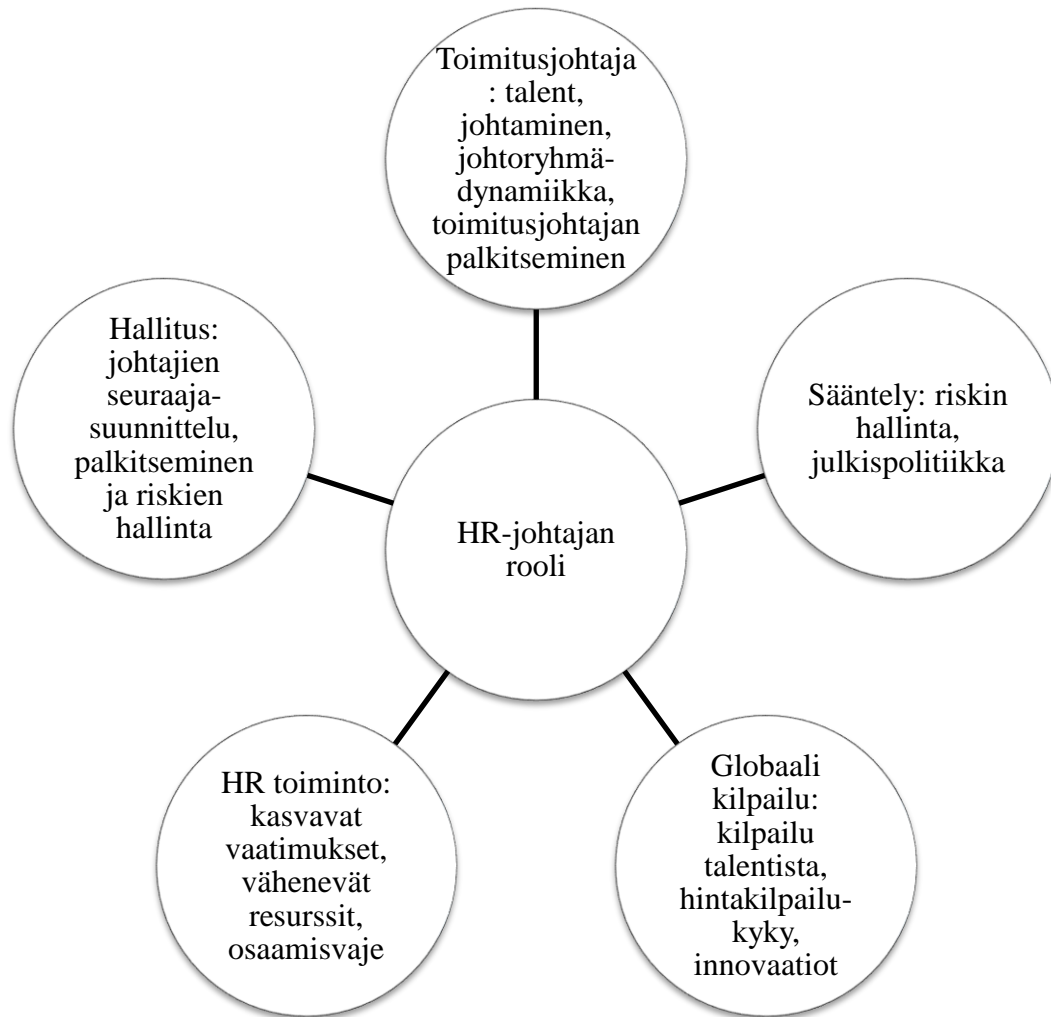 Toimitusjohtaja
: talent,
johtaminen,
johtoryhmä-
dynamiikka,
toimitusjohtajan
palkitseminen
Hallitus:
johtajien
seuraaja-
suunnittelu,
palkitseminen
ja riskien
hallinta
Sääntely: riskin
hallinta,
julkispolitiikka
HR-johtajan
rooli
HR toiminto:
kasvavat
vaatimukset,
vähenevät
resurssit,
osaamisvaje
Globaali
kilpailu:
kilpailu
talentista,
hintakilpailu-
kyky,
innovaatiot